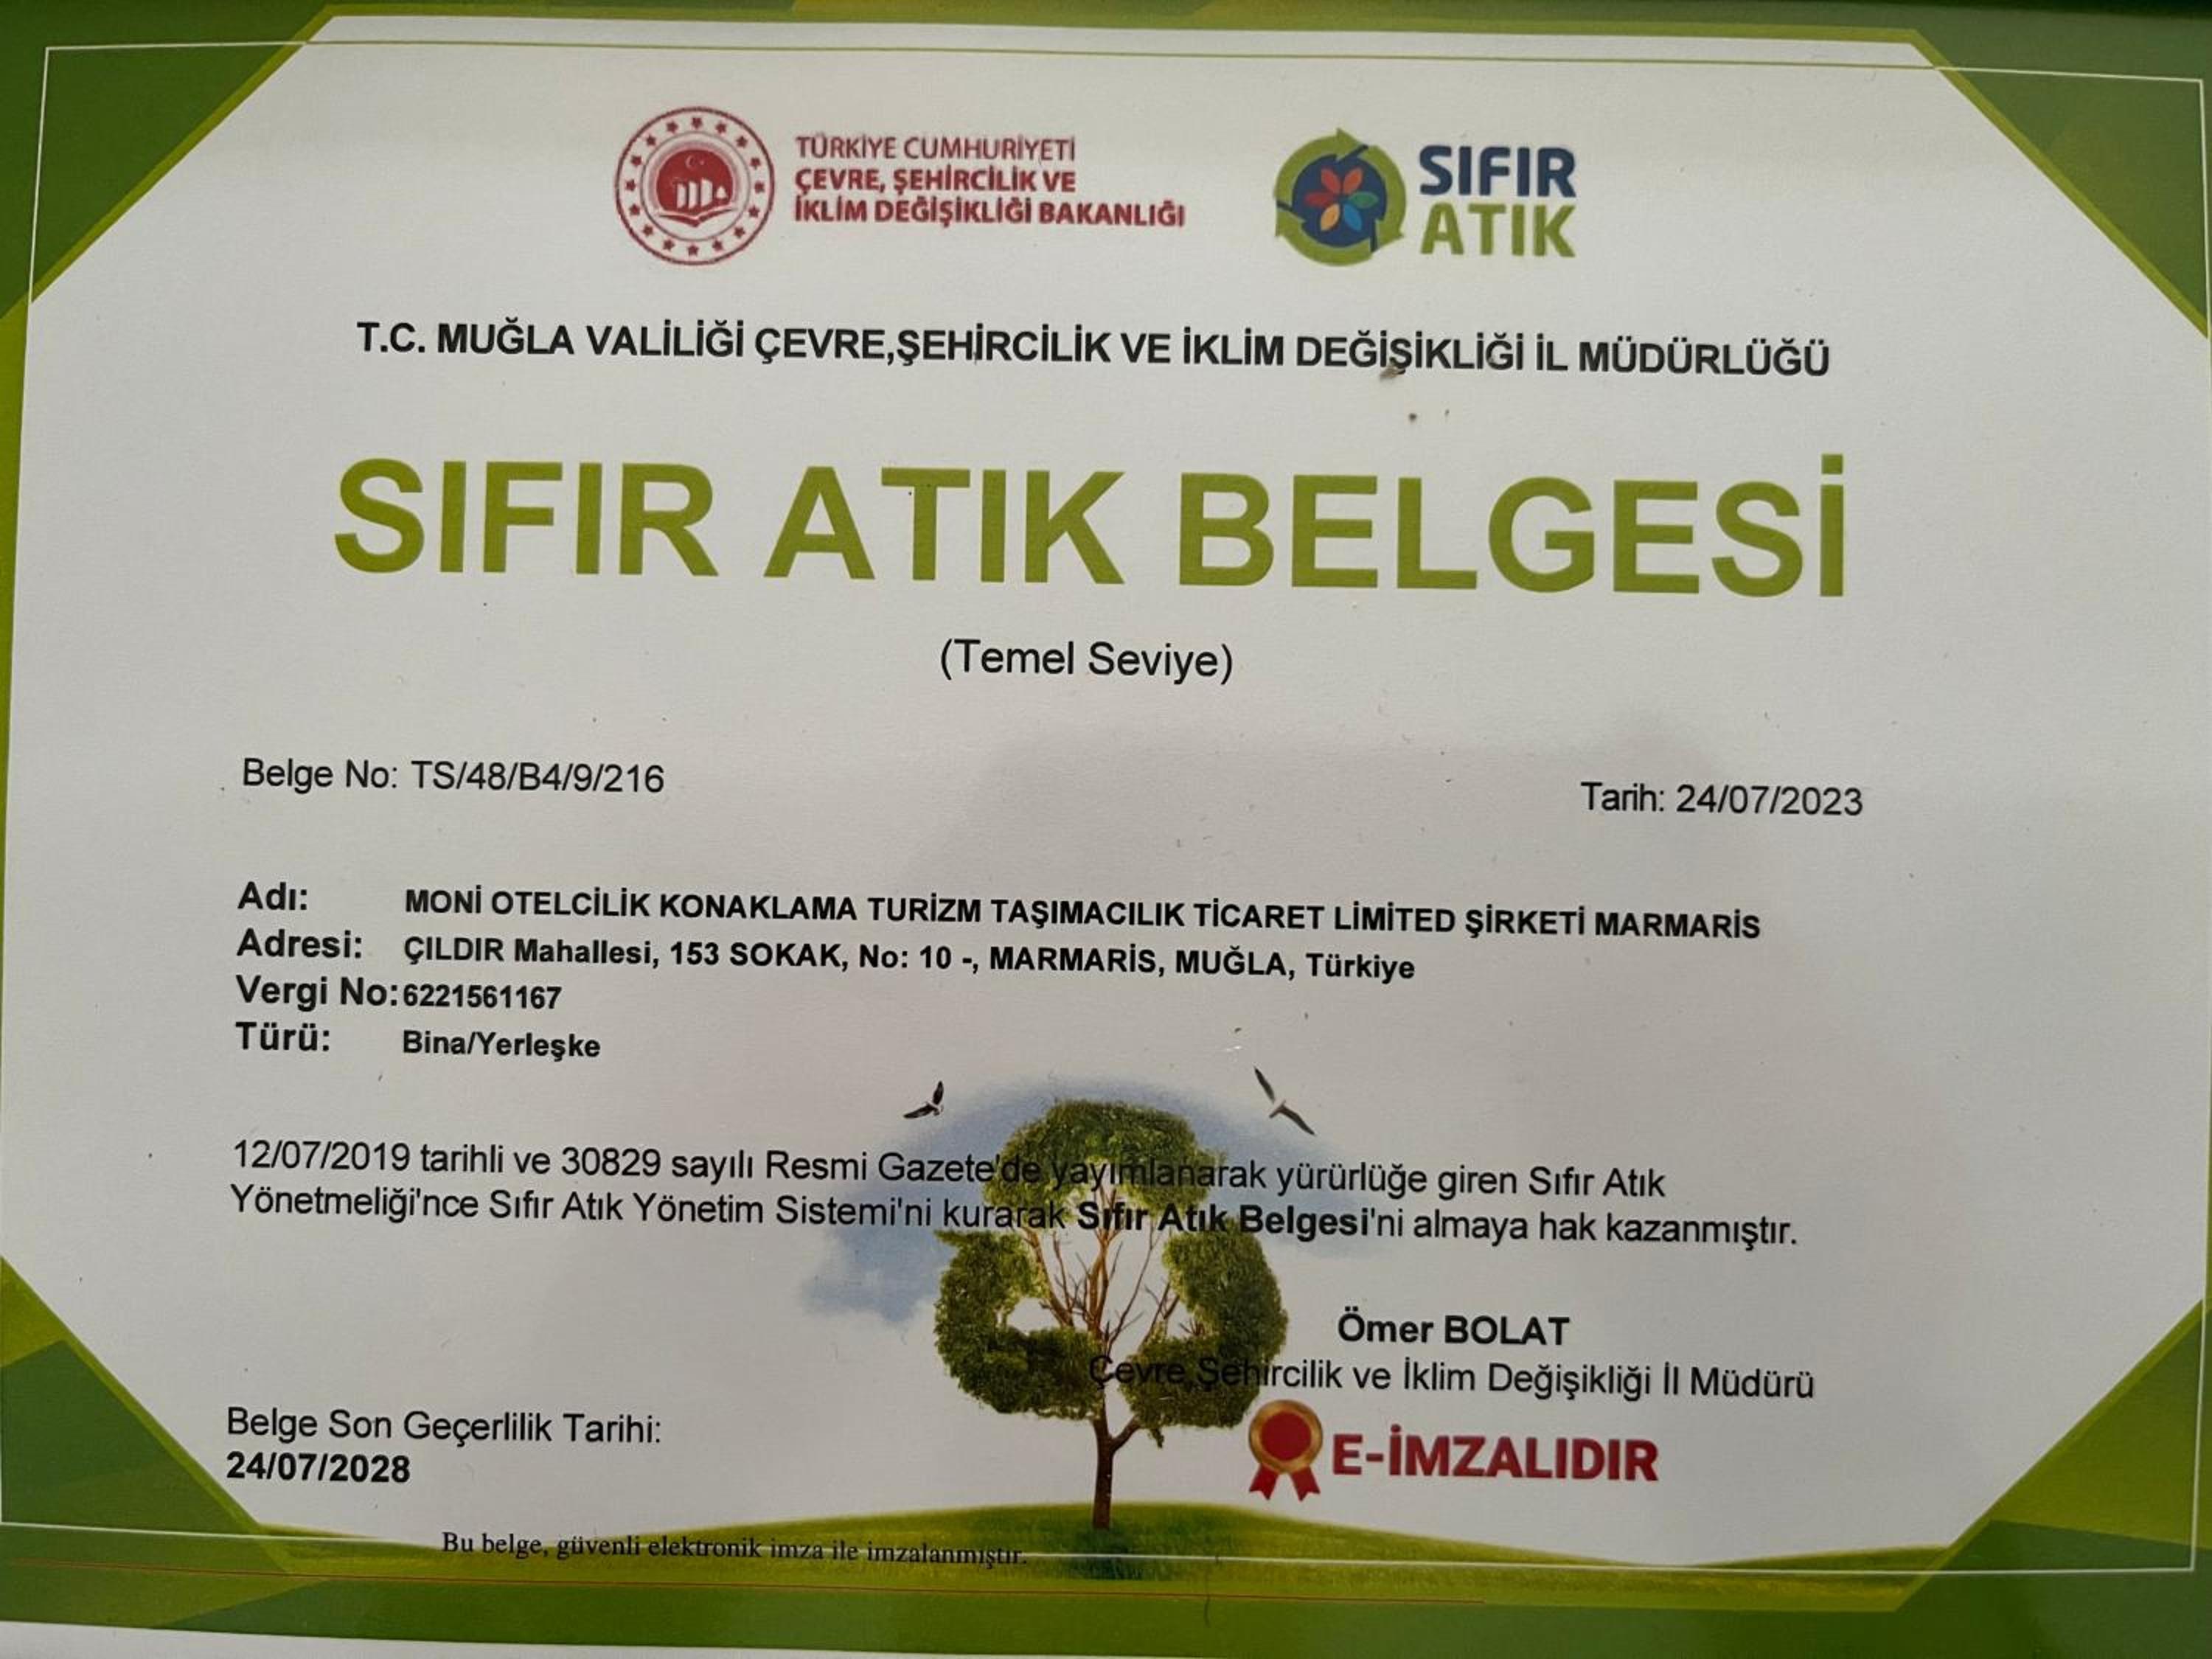 TÜRKİYE CUMHURİYETİ
ÇEVRE, ŞEHİRCİLİK VE
İKLİM DEĞİŞİKLİĞİ BAKANLIĞI
SIFIR
ATIK
T.C. MUĞLA VALİLİĞİ ÇEVRE,ŞEHİRCİLİK VE İKLİM DEĞİŞİKLİĞİ İL MÜDÜRLÜĞÜ
SIFIR ATIK BELGESİ
(Temel Seviye)
Belge No: TS/48/B4/9/216
Tarih: 24/07/2023
Adı: MONİ OTELCİLİK KONAKLAMA TURİZM TAŞIMACILIK TİCARET LİMİTED ŞİRKETİ MARMARİS
Adresi: ÇILDIR Mahallesi, 153 SOKAK, No: 10 -, MARMARİS, MUĞLA, Türkiye
Vergi No: 6221561167
Türü: Bina/Yerleşke
12/07/2019 tarihli ve 30829 sayılı Resmi Gazete'de yayımlanarak yürürlüğe giren Sıfır Atık
Yönetmeliği'nce Sıfır Atık Yönetim Sistemi'ni kurarak Sıfır Atık Belgesi'ni almaya hak kazanmıştır.
Ömer BOLAT
Çevre,Şehircilik ve İklim Değişikliği İl Müdürü
E-İMZALIDIR
Belge Son Geçerlilik Tarihi:
24/07/2028
Bu belge, güvenli elektronik imza ile imzalanmıştır.